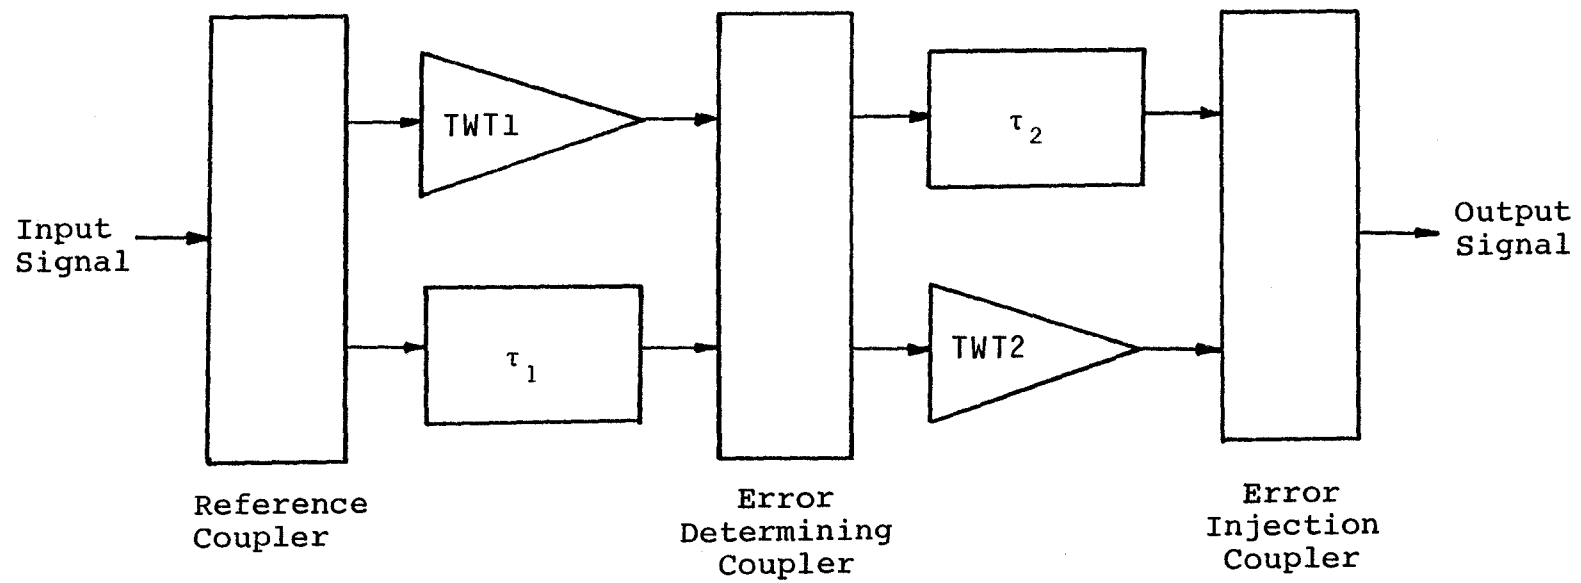 Input
Signal
TWT1
τ1
Reference
Coupler
Error
Determining
Coupler
τ2
TWT2
Error
Injection
Coupler
Output
Signal